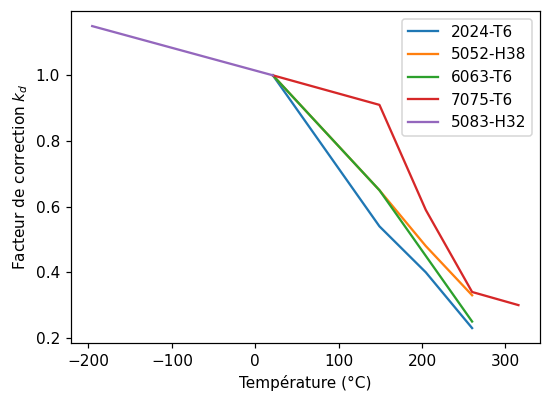 2024-T6
5052-H38
6063-T6
7075-T6
5083-H32
1.0
0.8
0.6
0.4
0.2
Facteur de correction k_d
−200
−100
0
100
200
300
Température (°C)